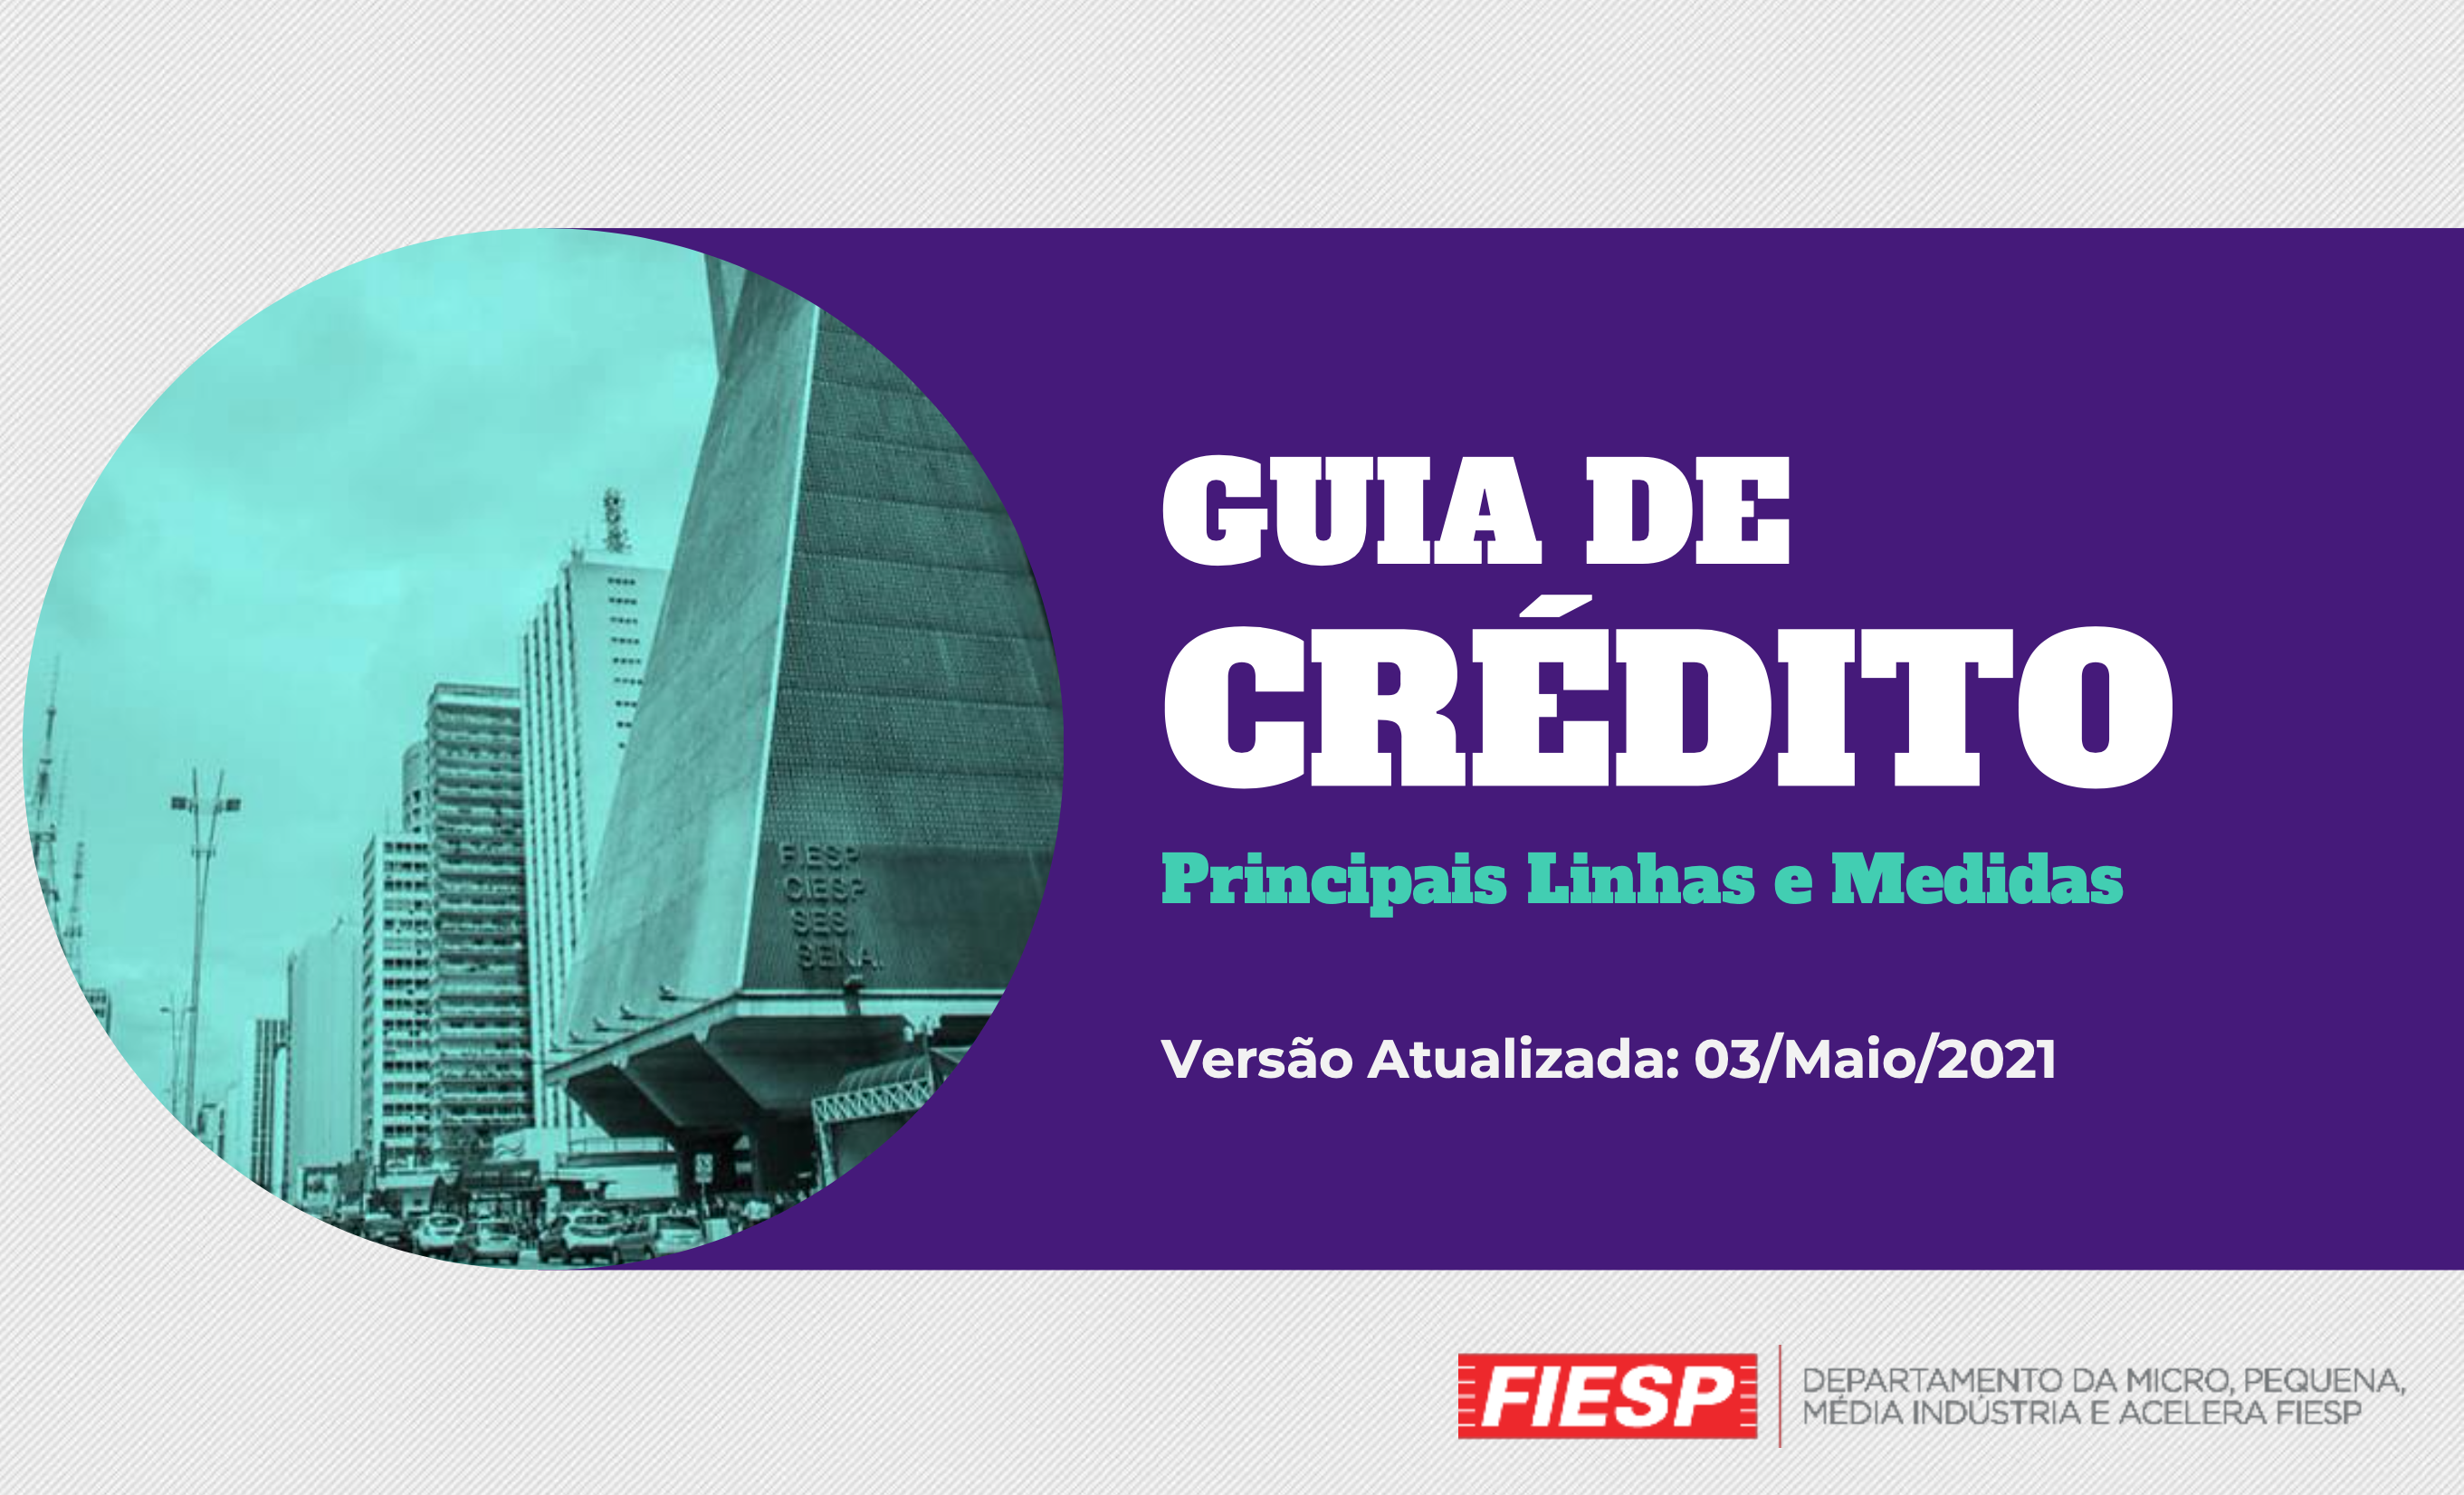 GUIA DE
CRÉDITO
Principais Linhas e Medidas
Versão Atualizada: 03/Maio/2021
FIESP
CIESP
SESI
SENAI
FIESP
DEPARTAMENTO DA MICRO, PEQUENA,
MÉDIA INDÚSTRIA E ACELERA FIESP